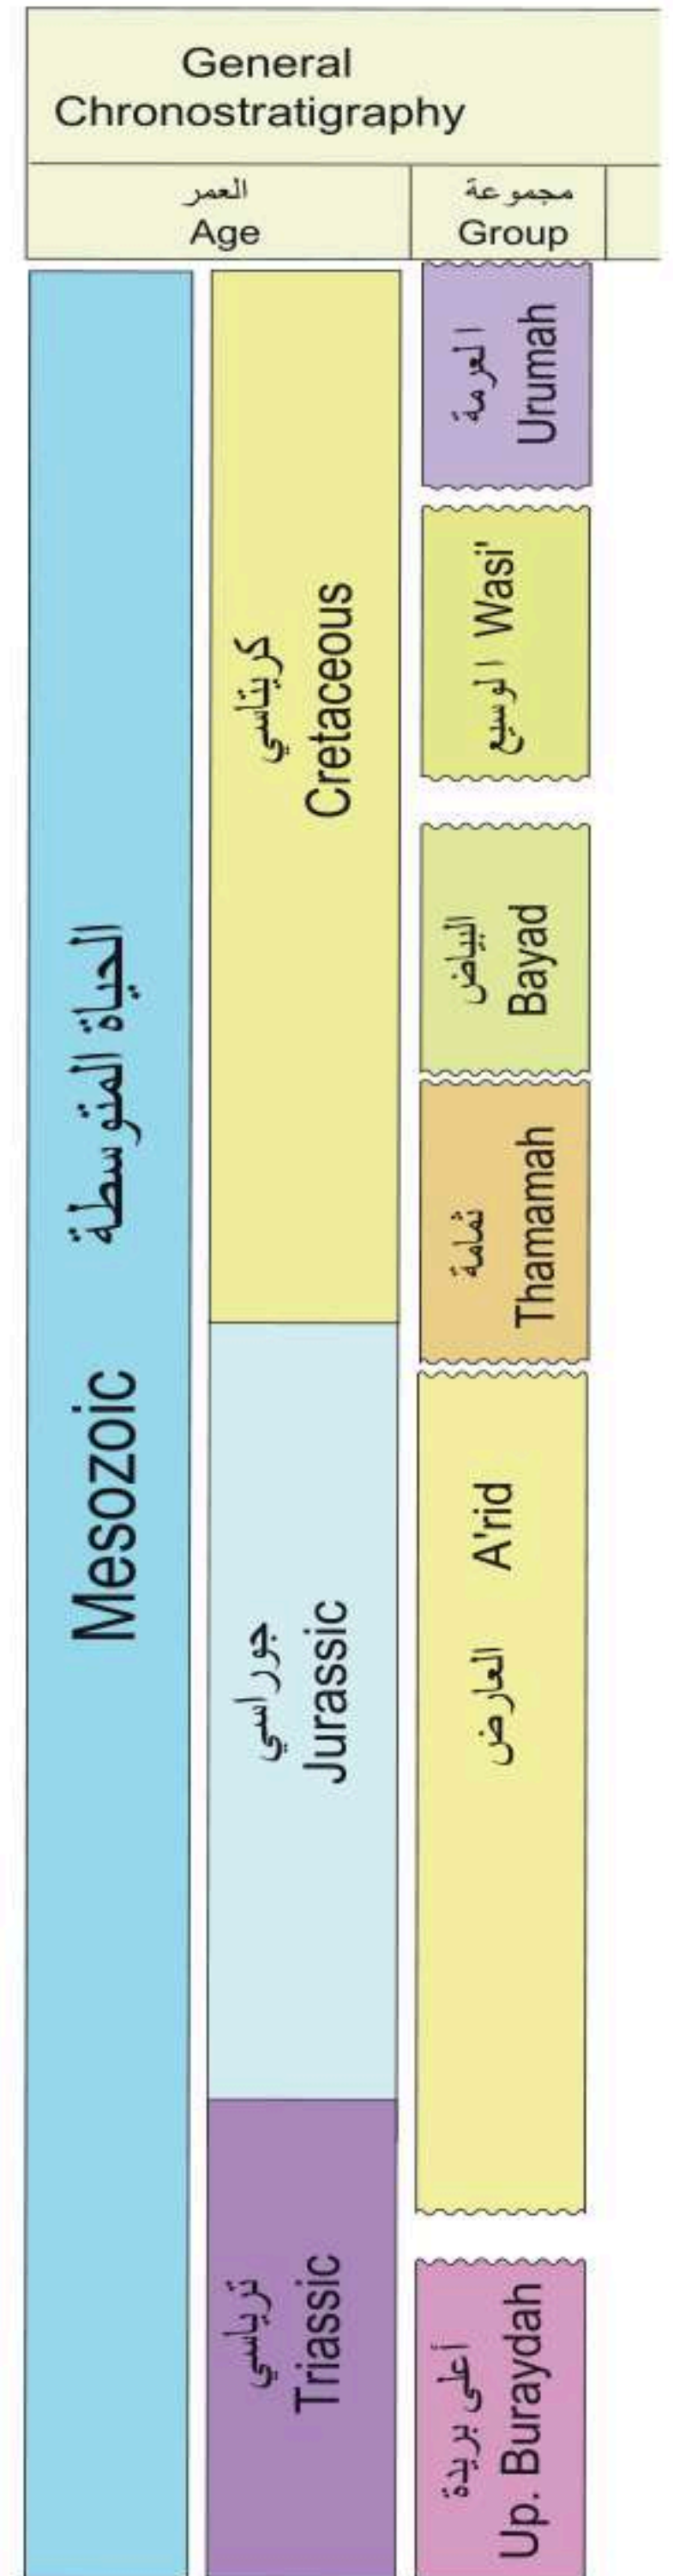 General
Chronostratigraphy
العمر
Age
مجموعة
Group
الحياة المتوسطة
Mesozoic
كريتاسي
Cretaceous
جوراسي
Jurassic
ترياسي
Triassic
العرمة
Urumah
الوسيع Wasi'
البياض
Bayad
ثمامة
Thamamah
العارض A'rid
أعلى بريدة
Up. Buraydah